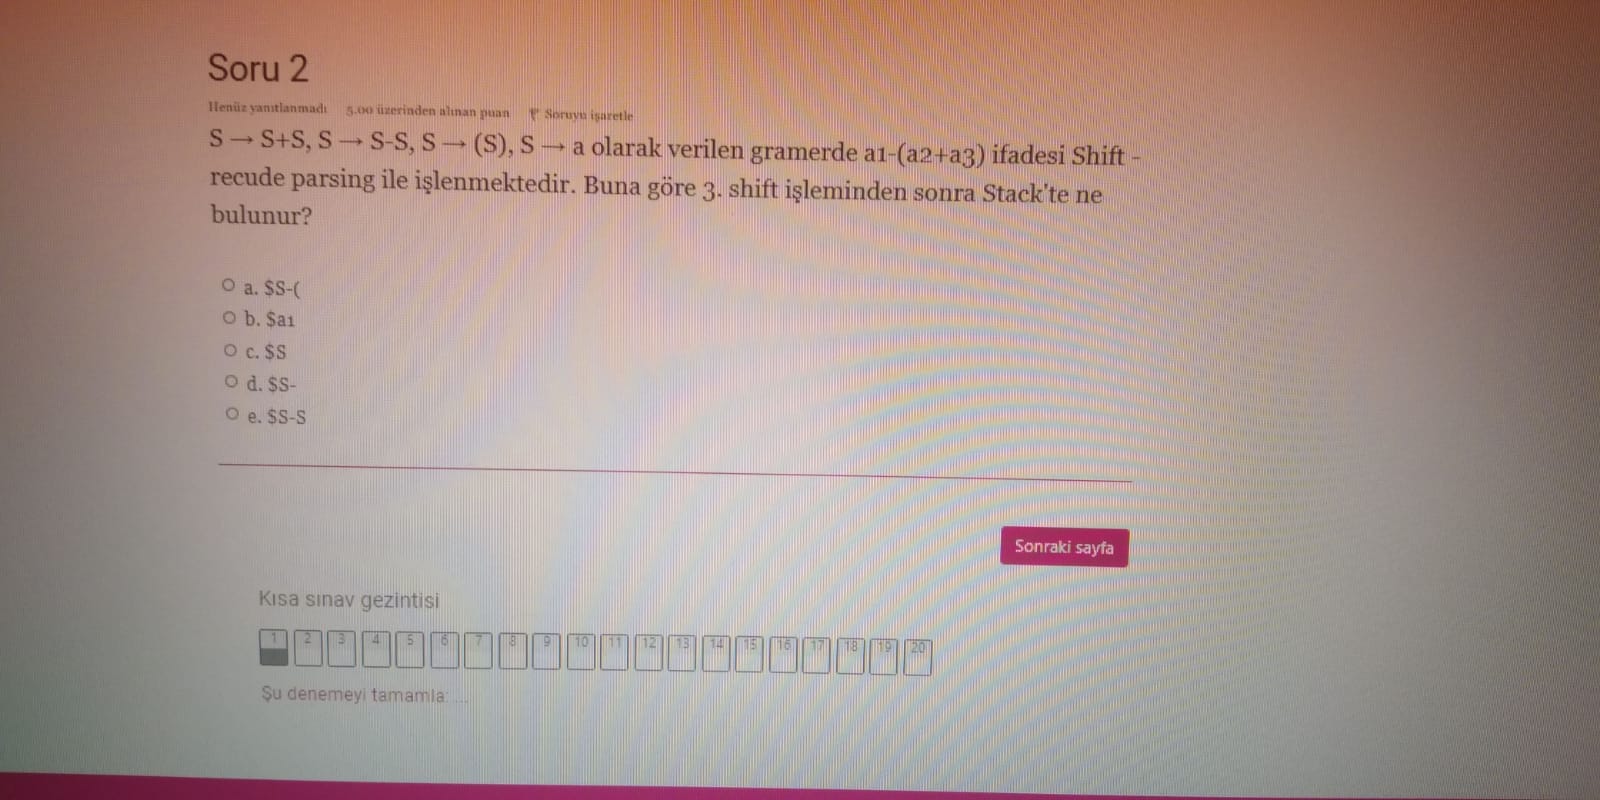 Soru 2
Henüz yanıtlanmadı 5.00 üzerinden alınan puan Soruyu işaretle
S → S+S, S → S-S, S → (S), S → a olarak verilen gramerde a1-(a2+a3) ifadesi Shift -
recude parsing ile işlenmektedir. Buna göre 3. shift işleminden sonra Stack'te ne
bulunur?
a. $S-(
b. $a1
c. $S
d. $S-
e. $S-S
Sonraki sayfa
Kısa sınav gezintisi
1 2 3 4 5 6 7 8 9 10 11 12 13 14 15 16 17 18 19 20
Şu denemeyi tamamla: ...